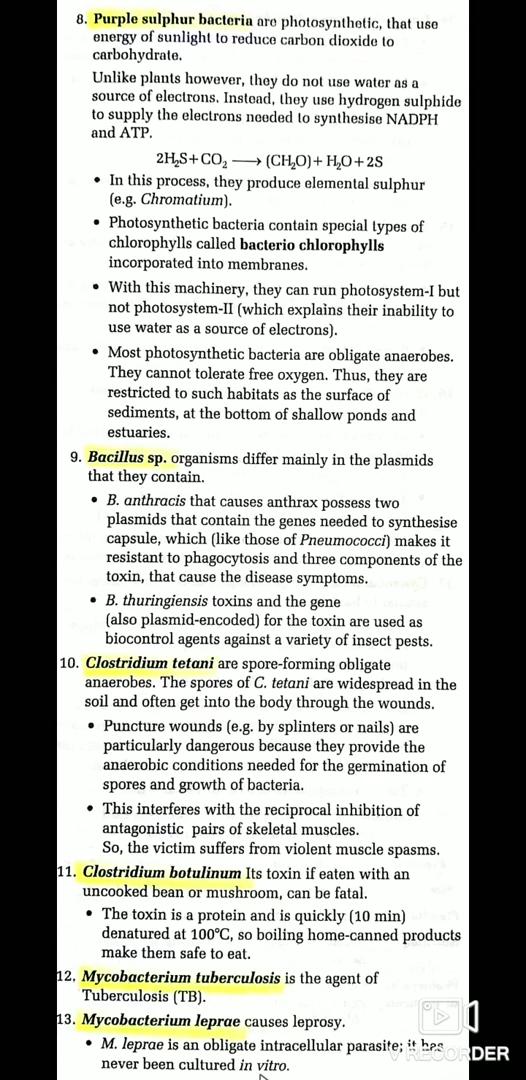 8. Purple sulphur bacteria are photosynthetic, that use
energy of sunlight to reduce carbon dioxide to
carbohydrate.
Unlike plants however, they do not use water as a
source of electrons. Instead, they use hydrogen sulphide
to supply the electrons needed to synthesise NADPH
and ATP.
2H₂S + CO₂ ⟶ (CH₂O) + H₂O + 2S
• In this process, they produce elemental sulphur
(e.g. Chromatium).
• Photosynthetic bacteria contain special types of
chlorophylls called bacterio chlorophylls
incorporated into membranes.
• With this machinery, they can run photosystem-I but
not photosystem-II (which explains their inability to
use water as a source of electrons).
• Most photosynthetic bacteria are obligate anaerobes.
They cannot tolerate free oxygen. Thus, they are
restricted to such habitats as the surface of
sediments, at the bottom of shallow ponds and
estuaries.
9. Bacillus sp. organisms differ mainly in the plasmids
that they contain.
• B. anthracis that causes anthrax possess two
plasmids that contain the genes needed to synthesise
capsule, which (like those of Pneumococci) makes it
resistant to phagocytosis and three components of the
toxin, that cause the disease symptoms.
• B. thuringiensis toxins and the gene
(also plasmid-encoded) for the toxin are used as
biocontrol agents against a variety of insect pests.
10. Clostridium tetani are spore-forming obligate
anaerobes. The spores of C. tetani are widespread in the
soil and often get into the body through the wounds.
• Puncture wounds (e.g. by splinters or nails) are
particularly dangerous because they provide the
anaerobic conditions needed for the germination of
spores and growth of bacteria.
• This interferes with the reciprocal inhibition of
antagonistic pairs of skeletal muscles.
So, the victim suffers from violent muscle spasms.
11. Clostridium botulinum Its toxin if eaten with an
uncooked bean or mushroom, can be fatal.
• The toxin is a protein and is quickly (10 min)
denatured at 100°C, so boiling home-canned products
make them safe to eat.
12. Mycobacterium tuberculosis is the agent of
Tuberculosis (TB).
13. Mycobacterium leprae causes leprosy.
• M. leprae is an obligate intracellular parasite; it has
never been cultured in vitro.
V RECORDER